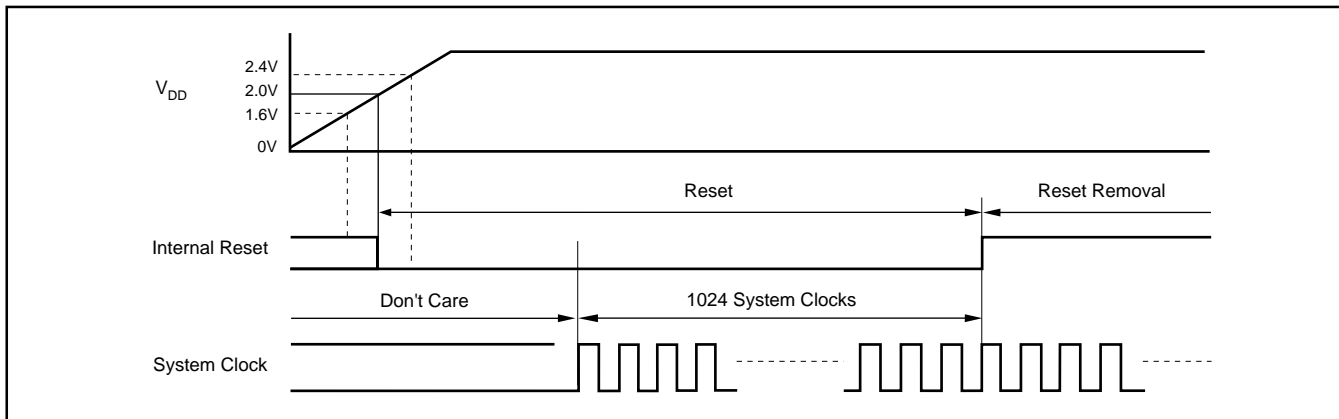 2.4V
V_DD
2.0V
1.6V
0V
Reset
Reset Removal
Internal Reset
Don't Care
1024 System Clocks
System Clock